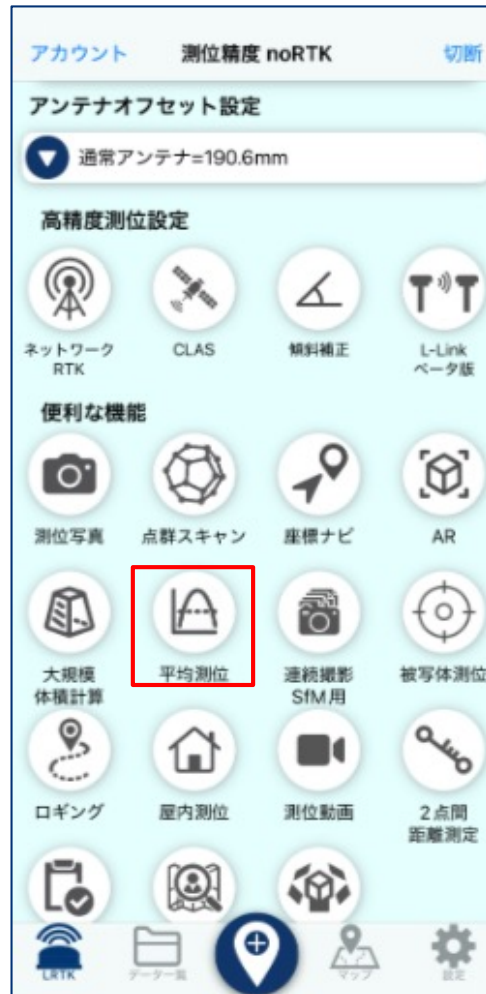 アカウント 測位精度 noRTK 切断
アンテナオフセット設定
通常アンテナ=190.6mm
高精度測位設定
ネットワーク CLAS 傾斜補正 L-Link
RTK ベータ版
便利な機能
測位写真 点群スキャン 座標ナビ AR
大規模 平均測位 連続撮影 被写体測位
体積計算 SfM用
ロギング 屋内測位 測位動画 2点間
距離測定
LRTK データ一覧 マップ 設定